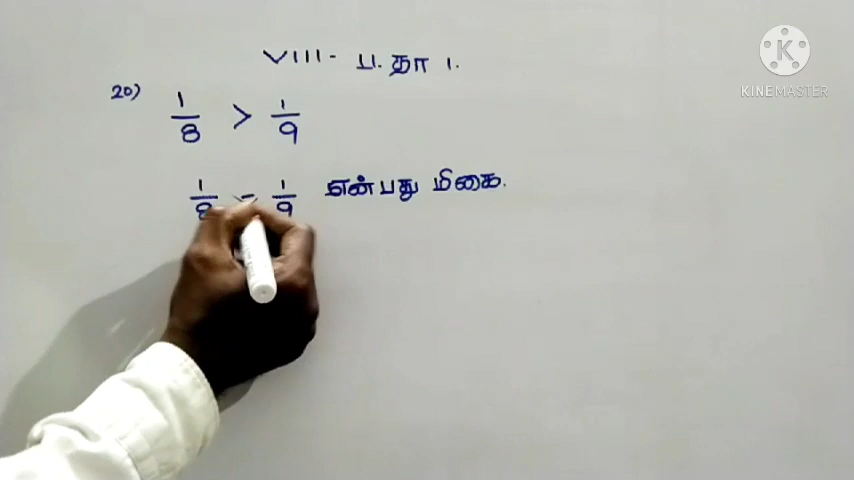 VIII - ப. தா 1.
KINEMASTER
20) 1/8 > 1/9
1/8 - 1/9 என்பது மிகை.